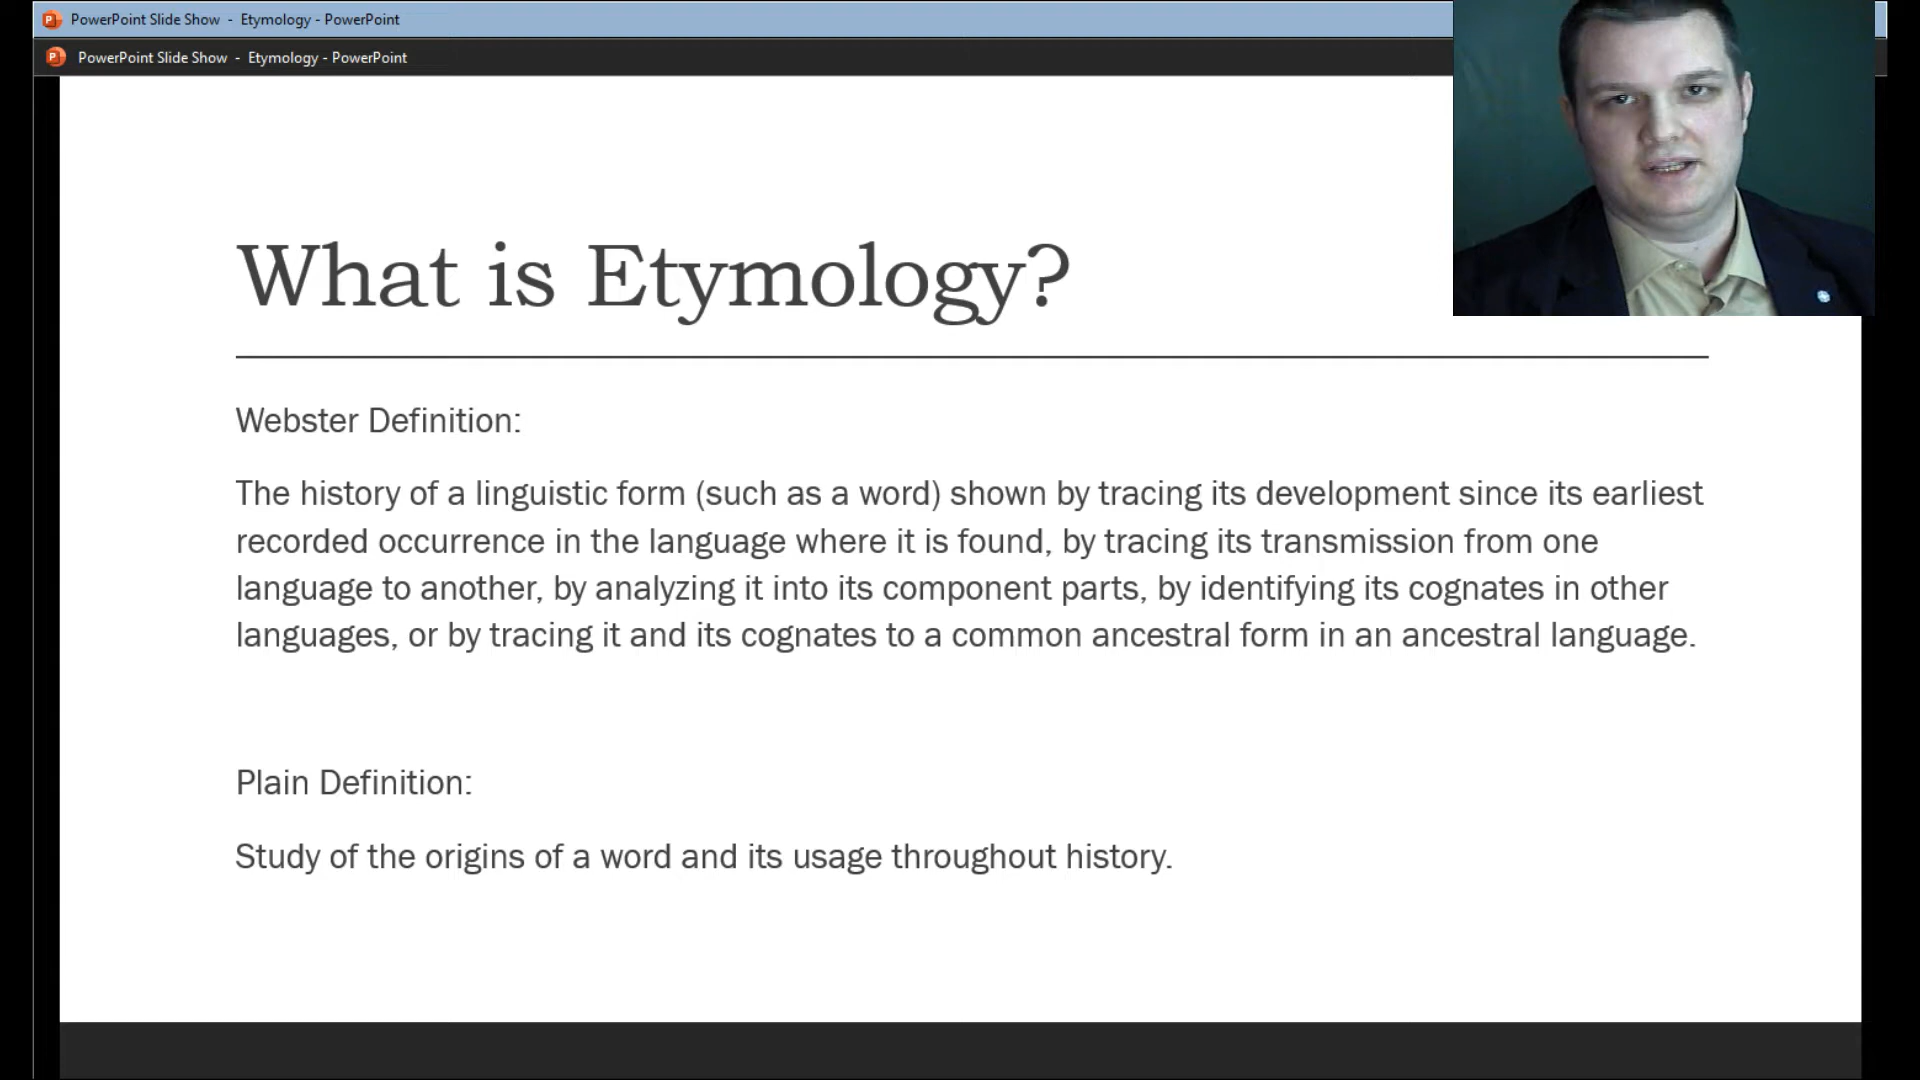 PowerPoint Slide Show - Etymology - PowerPoint
PowerPoint Slide Show - Etymology - PowerPoint
What is Etymology?
Webster Definition:
The history of a linguistic form (such as a word) shown by tracing its development since its earliest
recorded occurrence in the language where it is found, by tracing its transmission from one
language to another, by analyzing it into its component parts, by identifying its cognates in other
languages, or by tracing it and its cognates to a common ancestral form in an ancestral language.
Plain Definition:
Study of the origins of a word and its usage throughout history.